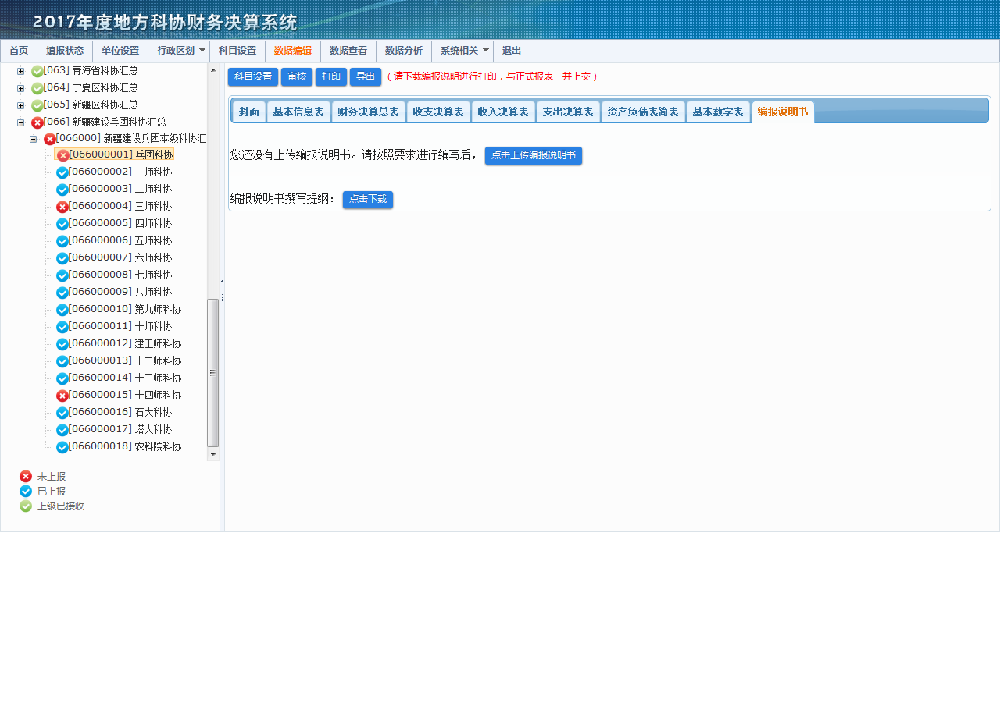 2017年度地方科协财务决算系统
首页 填报状态 单位设置 行政区划 科目设置 数据编辑 数据查看 数据分析 系统相关 退出
[063] 青海省科协汇总
[064] 宁夏区科协汇总
[065] 新疆区科协汇总
[066] 新疆建设兵团科协汇总
[066000] 新疆建设兵团本级科协汇
[066000001] 兵团科协
[066000002] 一师科协
[066000003] 二师科协
[066000004] 三师科协
[066000005] 四师科协
[066000006] 五师科协
[066000007] 六师科协
[066000008] 七师科协
[066000009] 八师科协
[066000010] 第九师科协
[066000011] 十师科协
[066000012] 建工师科协
[066000013] 十二师科协
[066000014] 十三师科协
[066000015] 十四师科协
[066000016] 石大科协
[066000017] 塔大科协
[066000018] 农科院科协
未上报
已上报
上级已接收
科目设置 审核 打印 导出 （请下载编报说明进行打印，与正式报表一并上交）
封面 基本信息表 财务决算总表 收支决算表 收入决算表 支出决算表 资产负债表简表 基本数字表 编报说明书
您还没有上传编报说明书。请按照要求进行编写后， 点击上传编报说明书
编报说明书撰写提纲： 点击下载